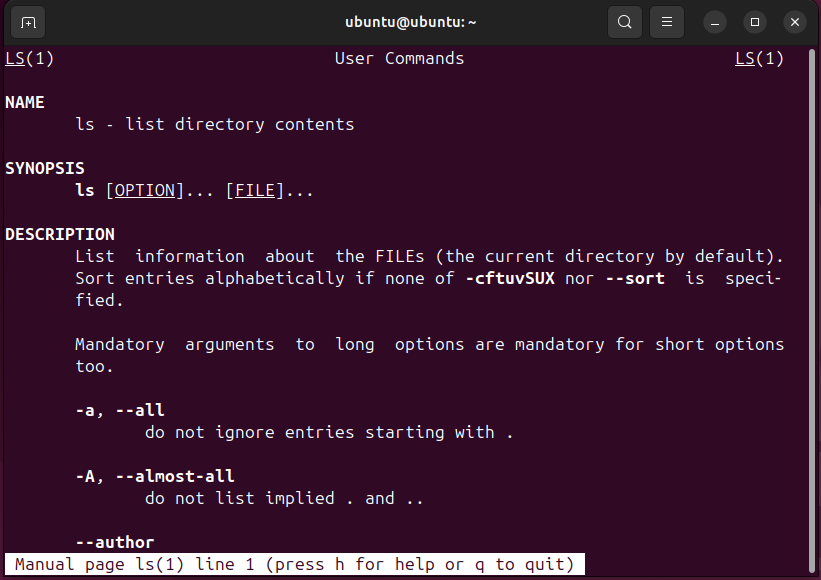 ubuntu@ubuntu: ~
LS(1) User Commands LS(1)
NAME
ls - list directory contents
SYNOPSIS
ls [OPTION]... [FILE]...
DESCRIPTION
List information about the FILEs (the current directory by default).
Sort entries alphabetically if none of -cftuvSUX nor --sort is speci-
fied.
Mandatory arguments to long options are mandatory for short options
too.
-a, --all
do not ignore entries starting with .
-A, --almost-all
do not list implied . and ..
--author
Manual page ls(1) line 1 (press h for help or q to quit)